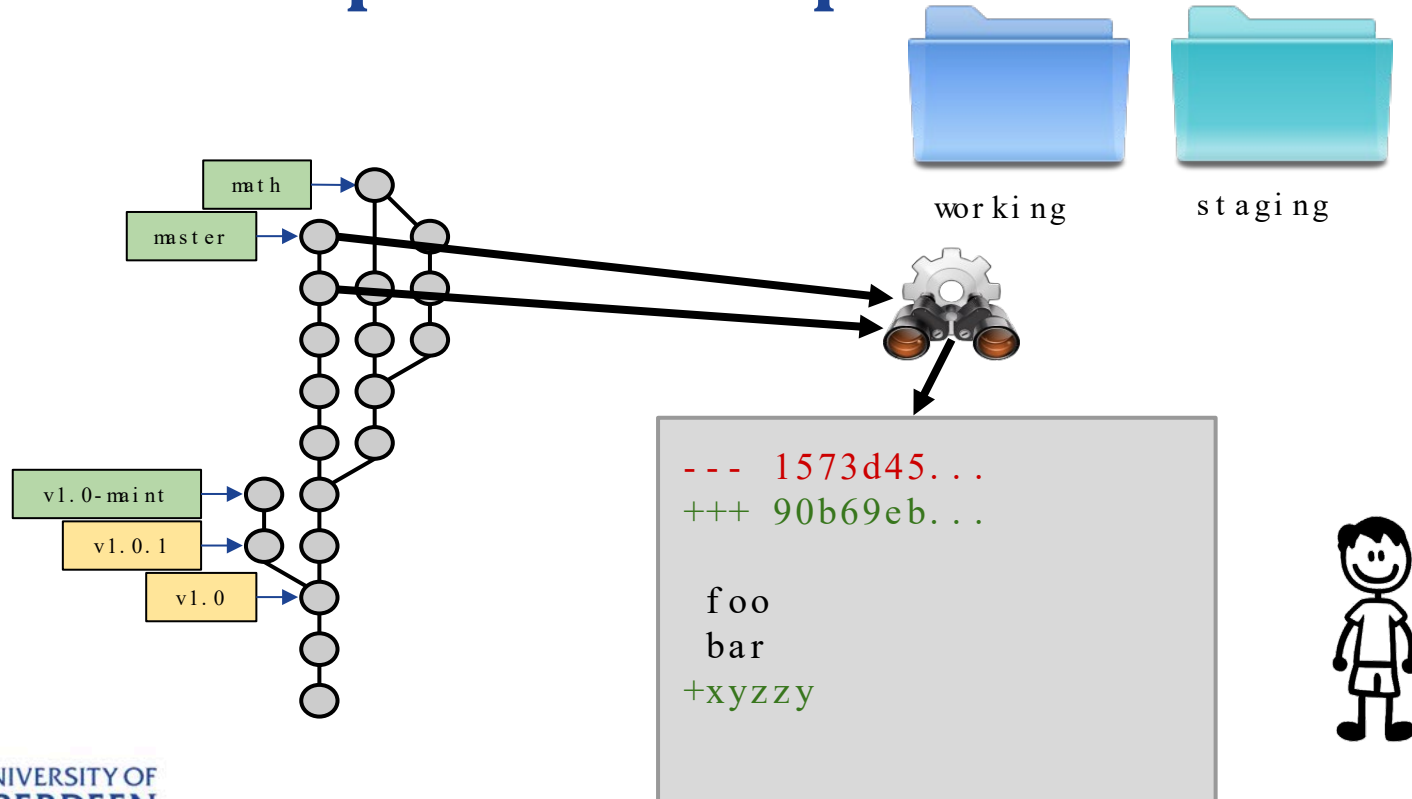 working
staging
math
master
v1.0-maint
v1.0.1
v1.0
--- 1573d45...
+++ 90b69eb...
foo
bar
+xyzzy